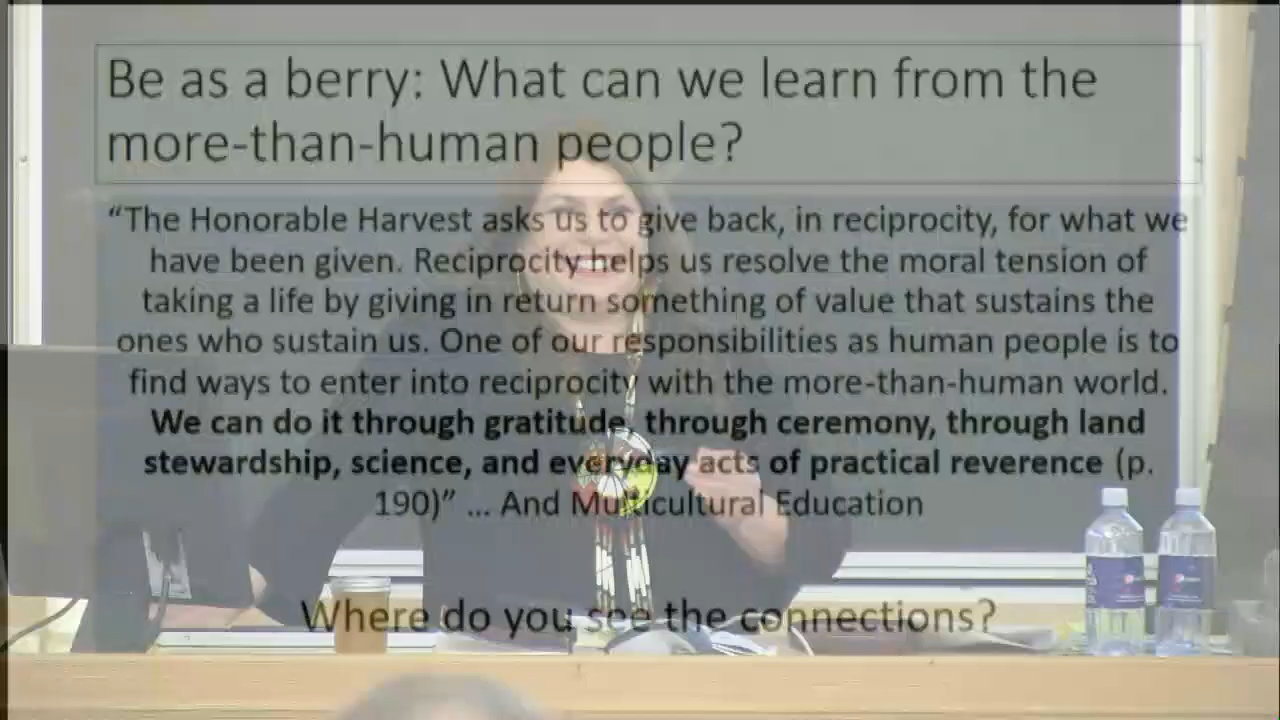 Be as a berry: What can we learn from the
more-than-human people?
“The Honorable Harvest asks us to give back, in reciprocity, for what we
have been given. Reciprocity helps us resolve the moral tension of
taking a life by giving in return something of value that sustains the
ones who sustain us. One of our responsibilities as human people is to
find ways to enter into reciprocity with the more-than-human world.
We can do it through gratitude, through ceremony, through land
stewardship, science, and everyday acts of practical reverence (p.
190)” ... And Multicultural Education
Where do you see the connections?